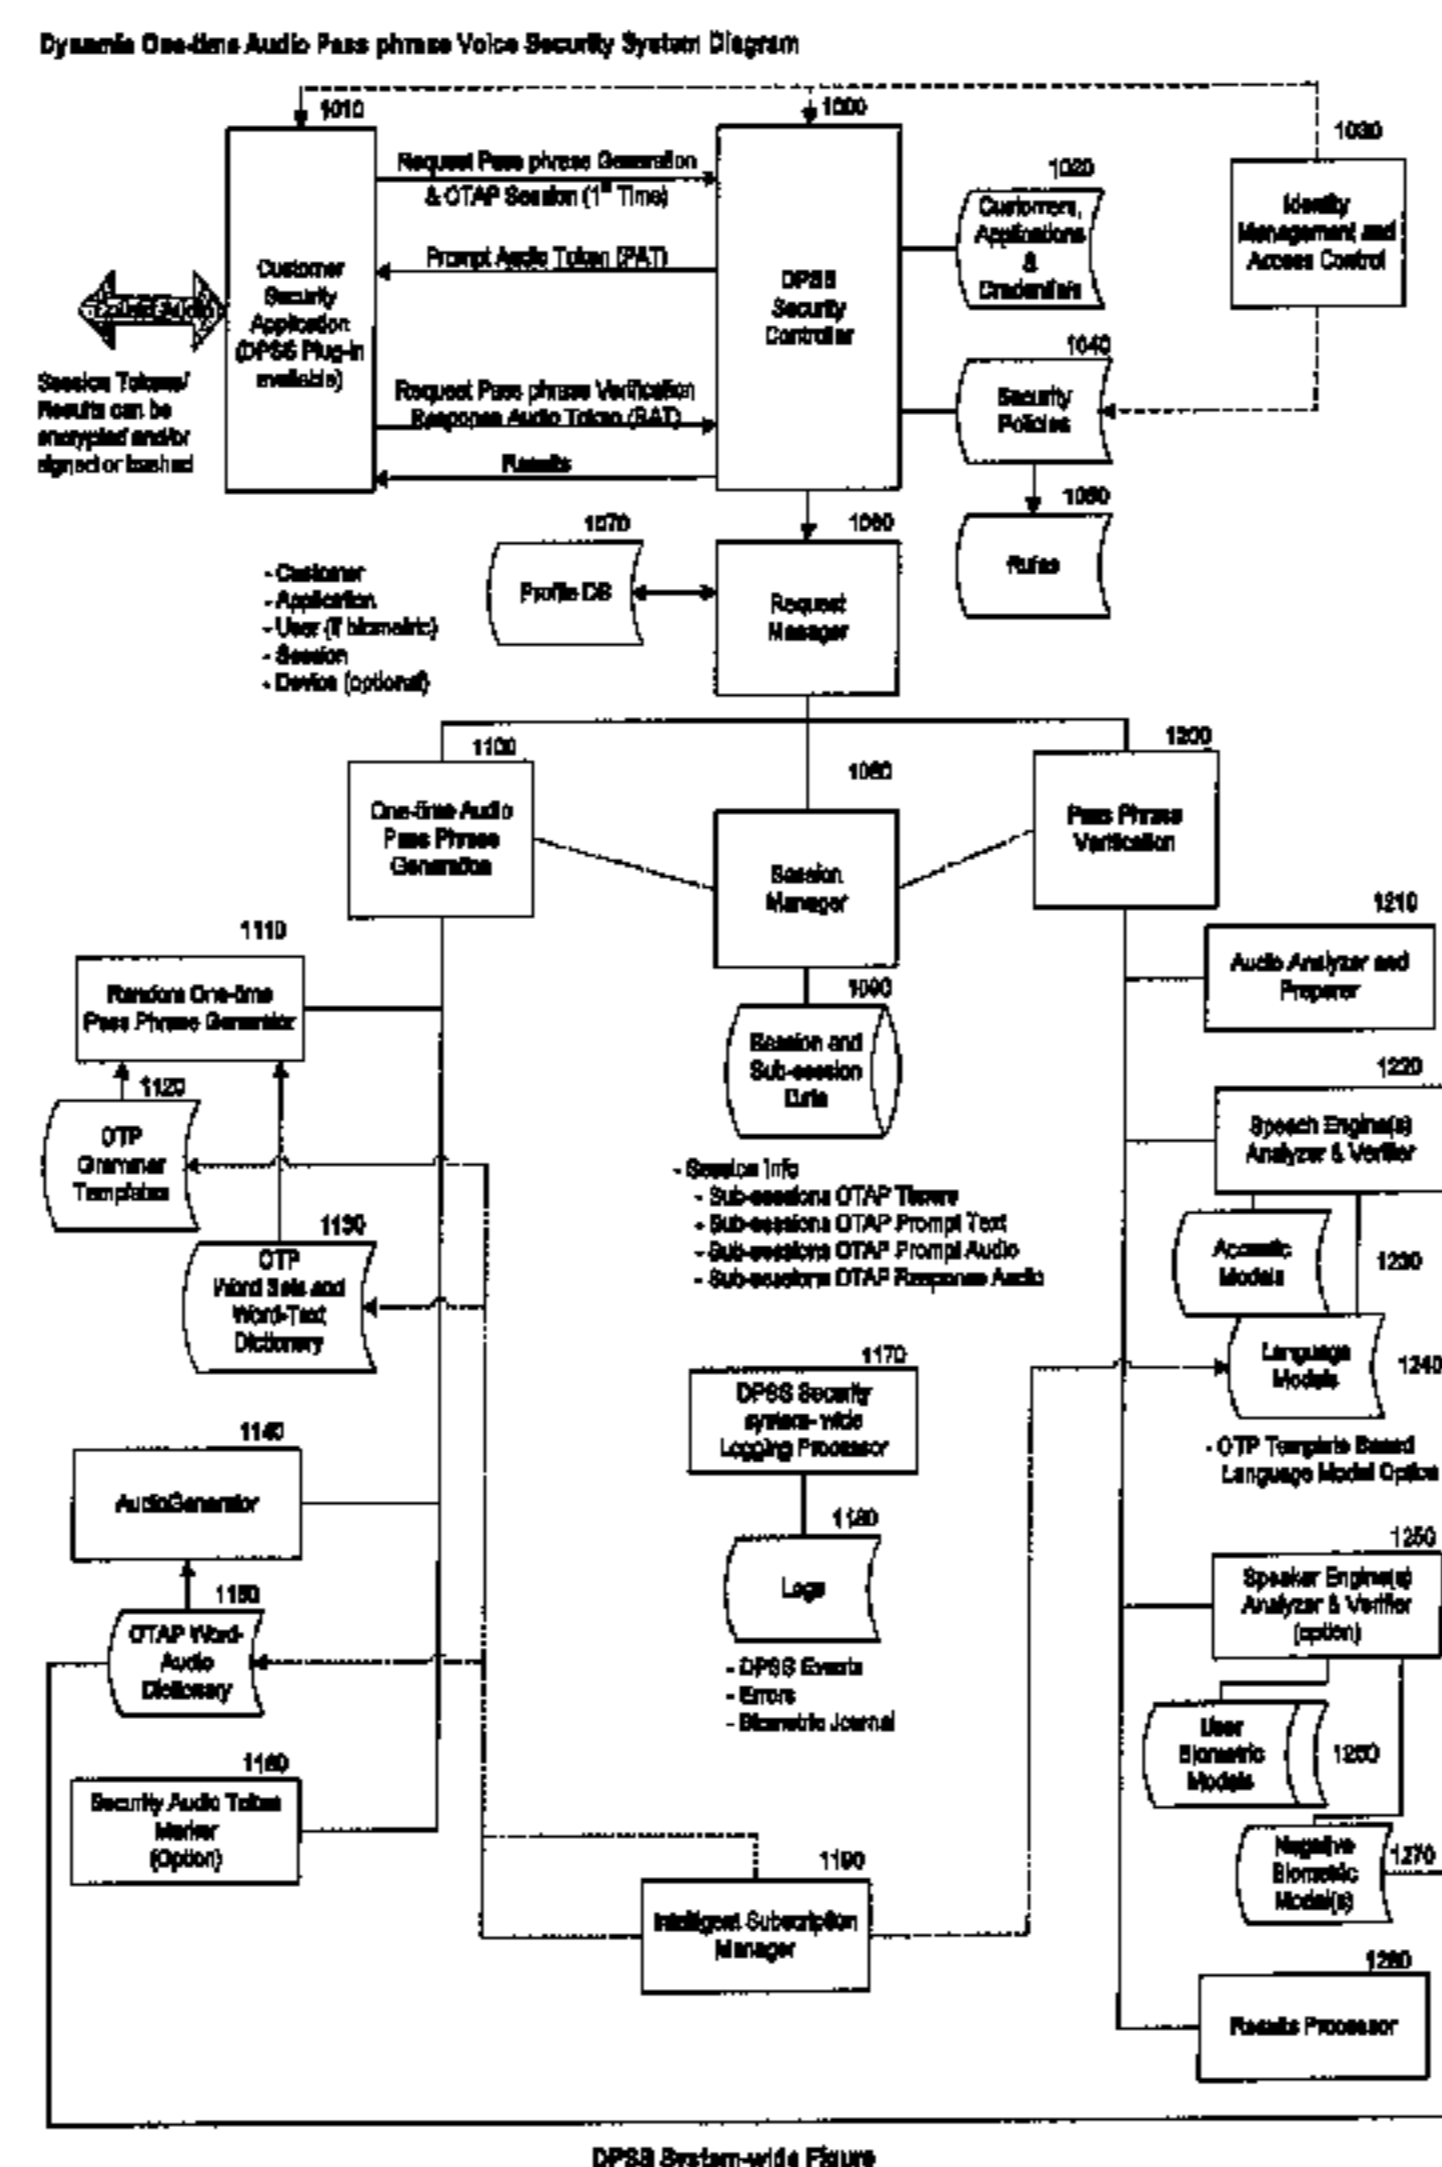 Dynamic One-time Audio Pass phrase Voice Security System Diagram
1010
1000
1030
Request Pass phrase Generation
& OTAP Session (1st Time)
1020
Customers,
Applications
&
Credentials
Identity
Management and
Access Control
Prompt Audio Token (PAT)
Customer
Security
Application
(DPSS Plug-in
available)
DPSS
Security
Controller
Audio
1040
Security
Policies
Session Tokens/
Results can be
encrypted and/or
signed or hashed
Request Pass phrase Verification
Response Audio Token (RAT)
Results
1050
Rules
1070
1060
Profile DB
Request
Manager
- Customer
- Application
- User (if biometric)
- Session
- Device (optional)
1100
1200
1080
One-time Audio
Pass Phrase
Generation
Pass Phrase
Verification
Session
Manager
1110
1210
Random One-time
Pass Phrase Generator
Audio Analyzer and
Preparer
1090
Session and
Sub-session
Data
1120
OTP
Grammar
Templates
1220
Speech Engine(s)
Analyzer & Verifier
- Session Info
- Sub-sessions OTAP Tokens
- Sub-sessions OTAP Prompt Text
- Sub-sessions OTAP Prompt Audio
- Sub-sessions OTAP Response Audio
1130
OTP
Word Sets and
Word-Text
Dictionary
Acoustic
Models
1230
Language
Models
1240
1170
DPSS Security
system-wide
Logging Processor
- OTP Template Based
Language Model Option
1140
AudioGenerator
1180
Logs
1250
Speaker Engine(s)
Analyzer & Verifier
(option)
1150
OTAP Word-
Audio
Dictionary
- DPSS Events
- Errors
- Biometric Journal
User
Biometric
Models
1260
1160
Security Audio Token
Marker
(Option)
Negative
Biometric
Model(s)
1270
1190
Intelligent Subscription
Manager
1280
Results Processor
DPSS System-wide Figure